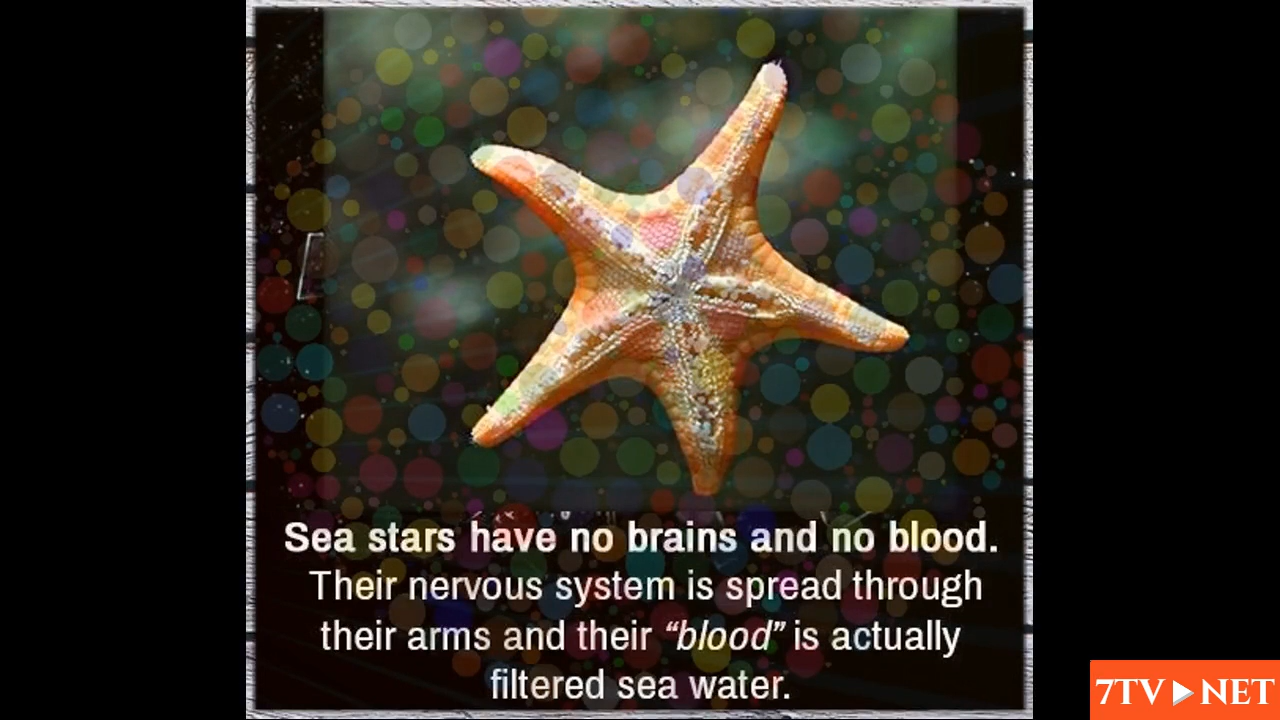 Sea stars have no brains and no blood.
Their nervous system is spread through
their arms and their “blood” is actually
filtered sea water.
7TV NET